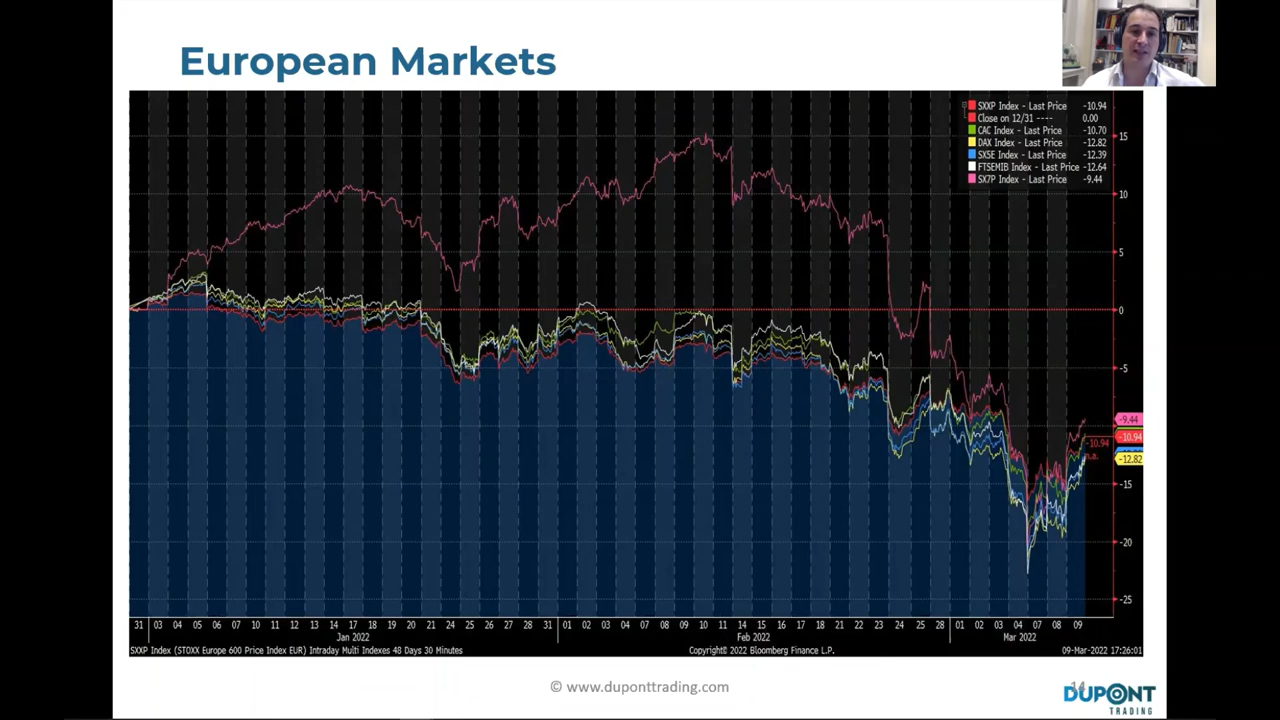 European Markets
SXXP Index - Last Price -10.94
Close on 12/31 ---- 0.00
CAC Index - Last Price -10.70
DAX Index - Last Price -12.82
SX5E Index - Last Price -12.39
FTSEMIB Index - Last Price -12.64
SX7P Index - Last Price -9.44
15
10
5
0
-5
-9.44
-10.94
-10.94
n.a.
-12.82
-15
-20
-25
31 03 04 05 06 07 10 11 12 13 14 17 18 19 20 21 24 25 26 27 28 31 01 02 03 04 07 08 09 10 11 14 15 16 17 18 21 22 23 24 25 28 01 02 03 04 07 08 09
Jan 2022 Feb 2022 Mar 2022
SXXP Index (STOXX Europe 600 Price Index EUR) Intraday Multi Indexes 48 Days 30 Minutes Copyright© 2022 Bloomberg Finance L.P. 09-Mar-2022 17:26:01
© www.duponttrading.com
14
DUPONT
TRADING